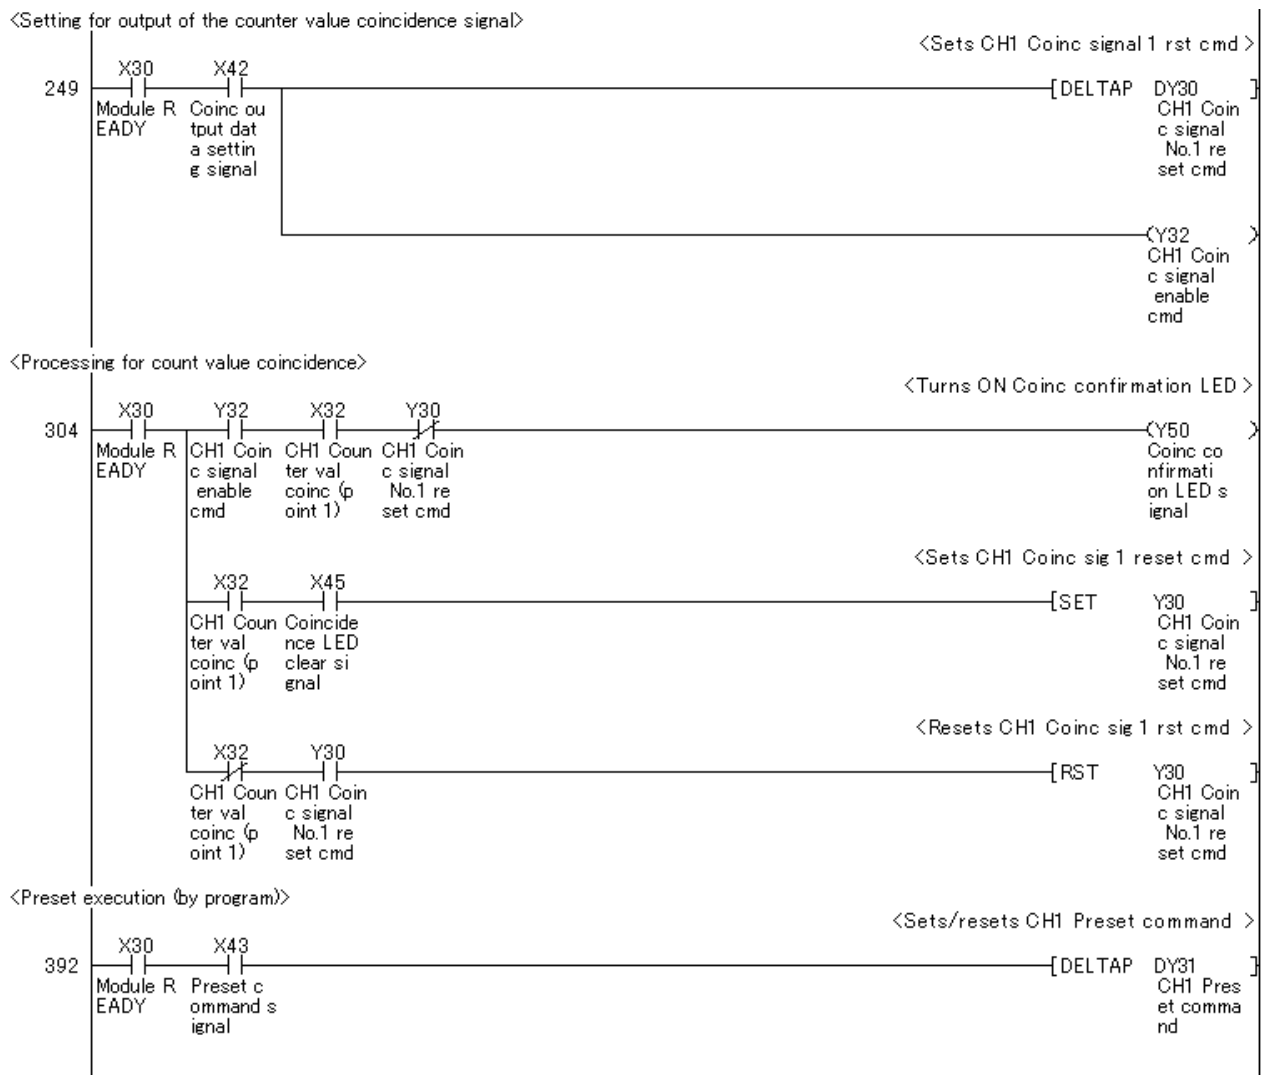 <Setting for output of the counter value coincidence signal>
<Sets CH1 Coinc signal 1 rst cmd >
X30 X42
249 [DELTAP DY30 ]
Module R Coinc ou CH1 Coin
EADY tput dat c signal
a settin No.1 re
g signal set cmd
(Y32 )
CH1 Coin
c signal
enable
cmd
<Processing for count value coincidence>
<Turns ON Coinc confirmation LED >
X30 Y32 X32 Y30
304 (Y50 )
Module R CH1 Coin CH1 Coun CH1 Coin Coinc co
EADY c signal ter val c signal nfirmati
enable coinc (p No.1 re on LED s
cmd oint 1) set cmd ignal
<Sets CH1 Coinc sig 1 reset cmd >
X32 X45
[SET Y30 ]
CH1 Coun Coincide CH1 Coin
ter val nce LED c signal
coinc (p clear si No.1 re
oint 1) gnal set cmd
<Resets CH1 Coinc sig 1 rst cmd >
X32 Y30
[RST Y30 ]
CH1 Coun CH1 Coin CH1 Coin
ter val c signal c signal
coinc (p No.1 re No.1 re
oint 1) set cmd set cmd
<Preset execution (by program)>
<Sets/resets CH1 Preset command >
X30 X43
392 [DELTAP DY31 ]
Module R Preset c CH1 Pres
EADY ommand s et comma
ignal nd